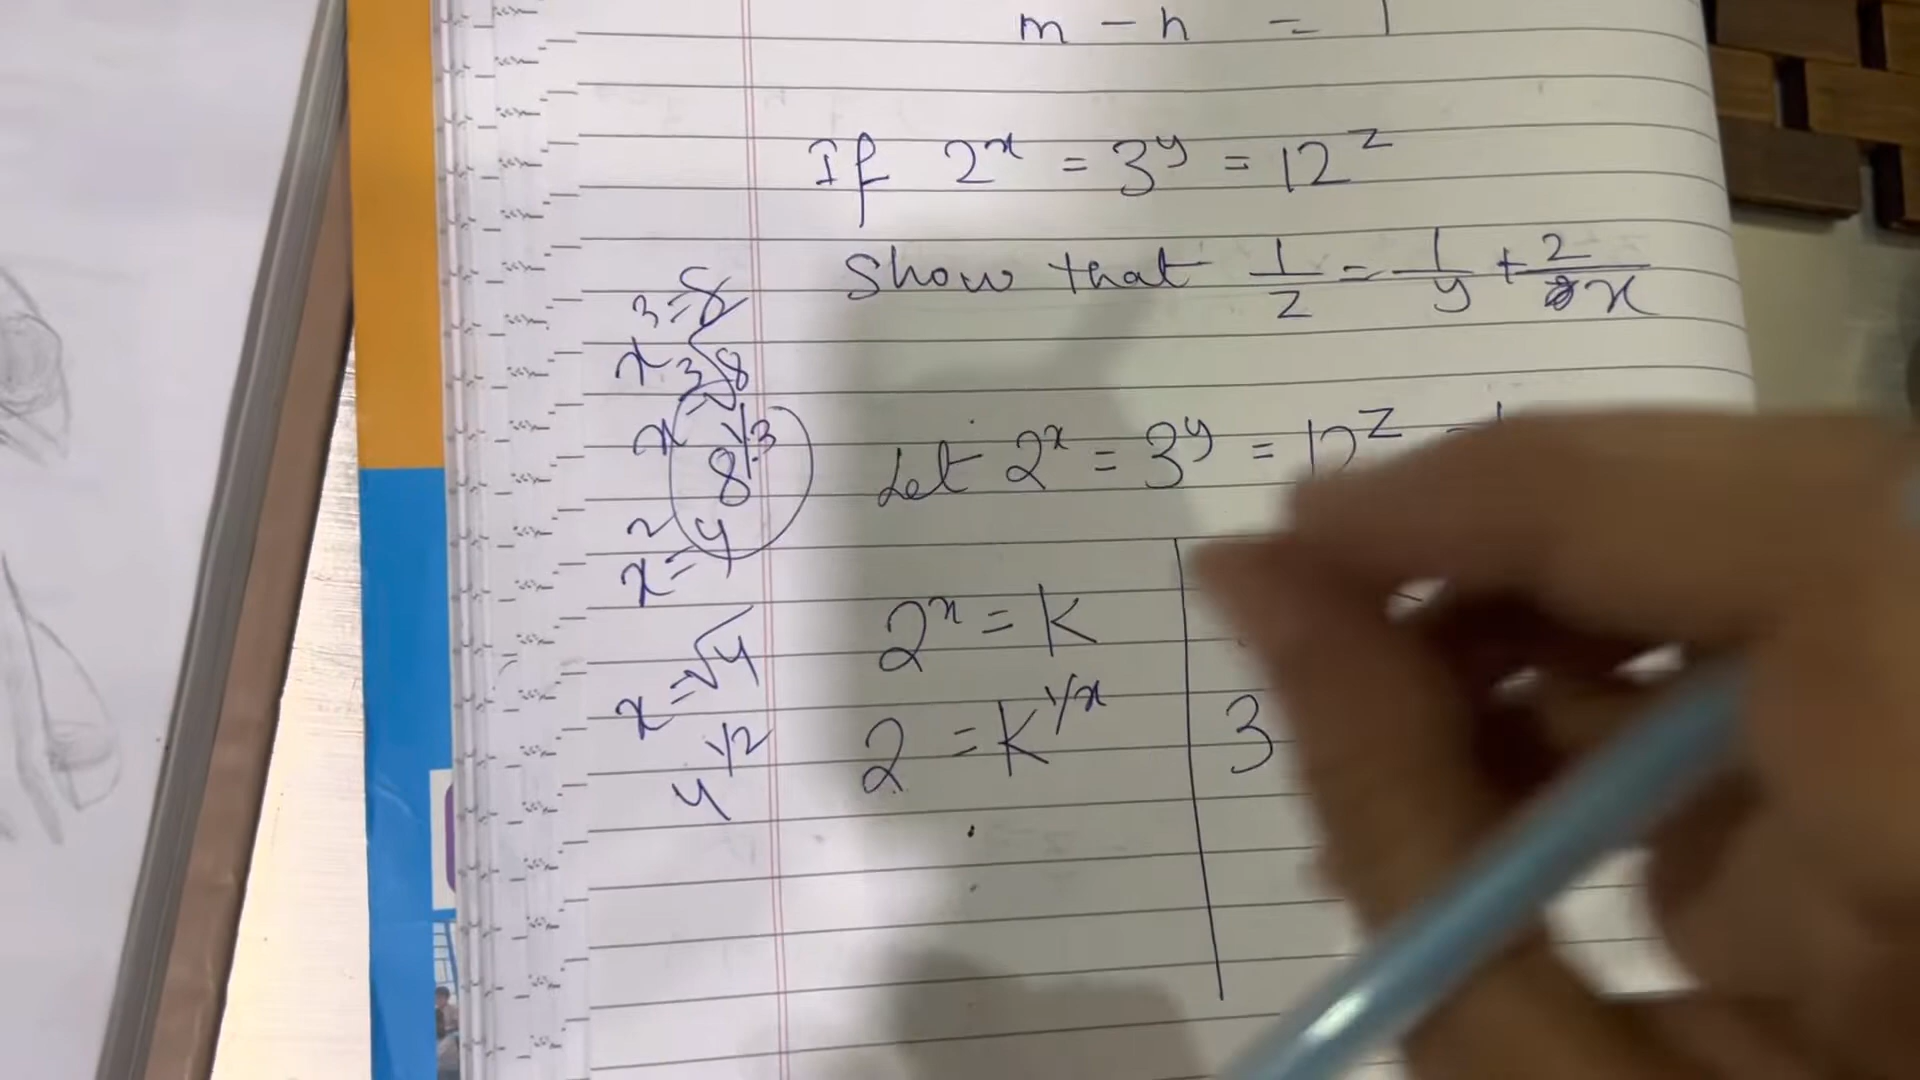 m - n = 1
If 2^x = 3^y = 12^z
Show that 1/z = 1/y + 2/x
x^3 = 8
x = ∛8
x = 8^1/3
x^2 = 4
x = √4
4^1/2
Let 2^x = 3^y = 12^z =
2^x = K
2 = K^1/x
3